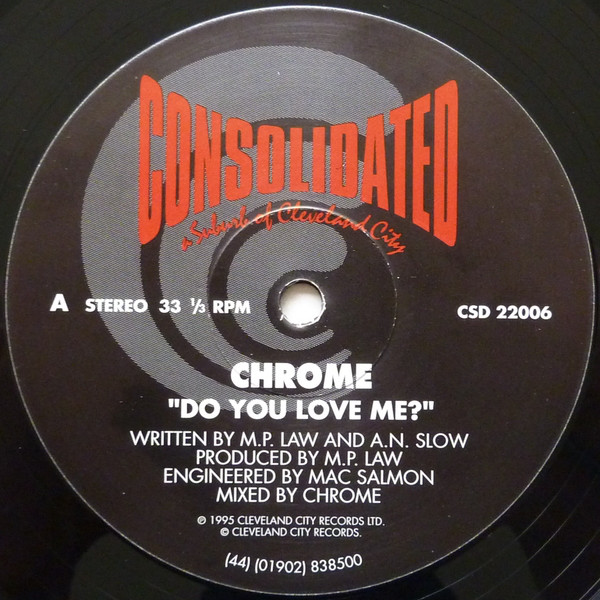 CONSOLIDATED
a Suburb of Cleveland City
A STEREO 33 ⅓ RPM
CSD 22006
CHROME
"DO YOU LOVE ME?"
WRITTEN BY M.P. LAW AND A.N. SLOW
PRODUCED BY M.P. LAW
ENGINEERED BY MAC SALMON
MIXED BY CHROME
℗ 1995 CLEVELAND CITY RECORDS LTD.
© CLEVELAND CITY RECORDS.
(44) (01902) 838500